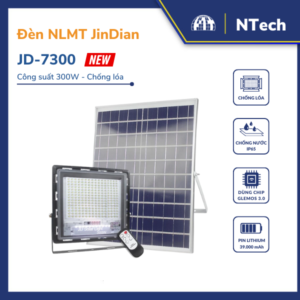 NTech
Đèn NLMT JinDian
JD-7300 NEW
Công suất 300W - Chống lóa
CHỐNG LÓA
CHỐNG NƯỚC
IP65
DÙNG CHIP
GLEMOS 3.0
PIN LITHIUM
39.000 mAh